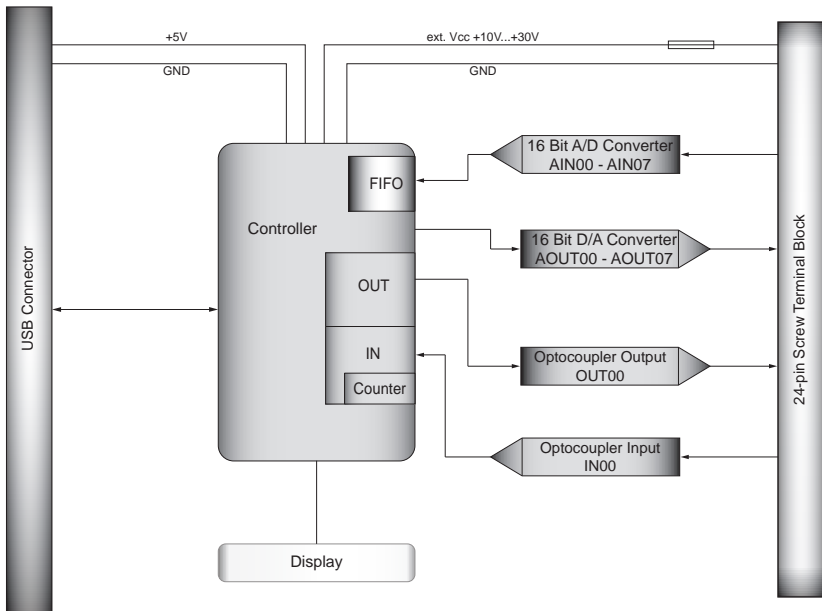 +5V
ext. Vcc +10V...+30V
GND
GND
16 Bit A/D Converter
AIN00 - AIN07
FIFO
Controller
16 Bit D/A Converter
AOUT00 - AOUT07
OUT
USB Connector
24-pin Screw Terminal Block
IN
Optocoupler Output
OUT00
Counter
Optocoupler Input
IN00
Display